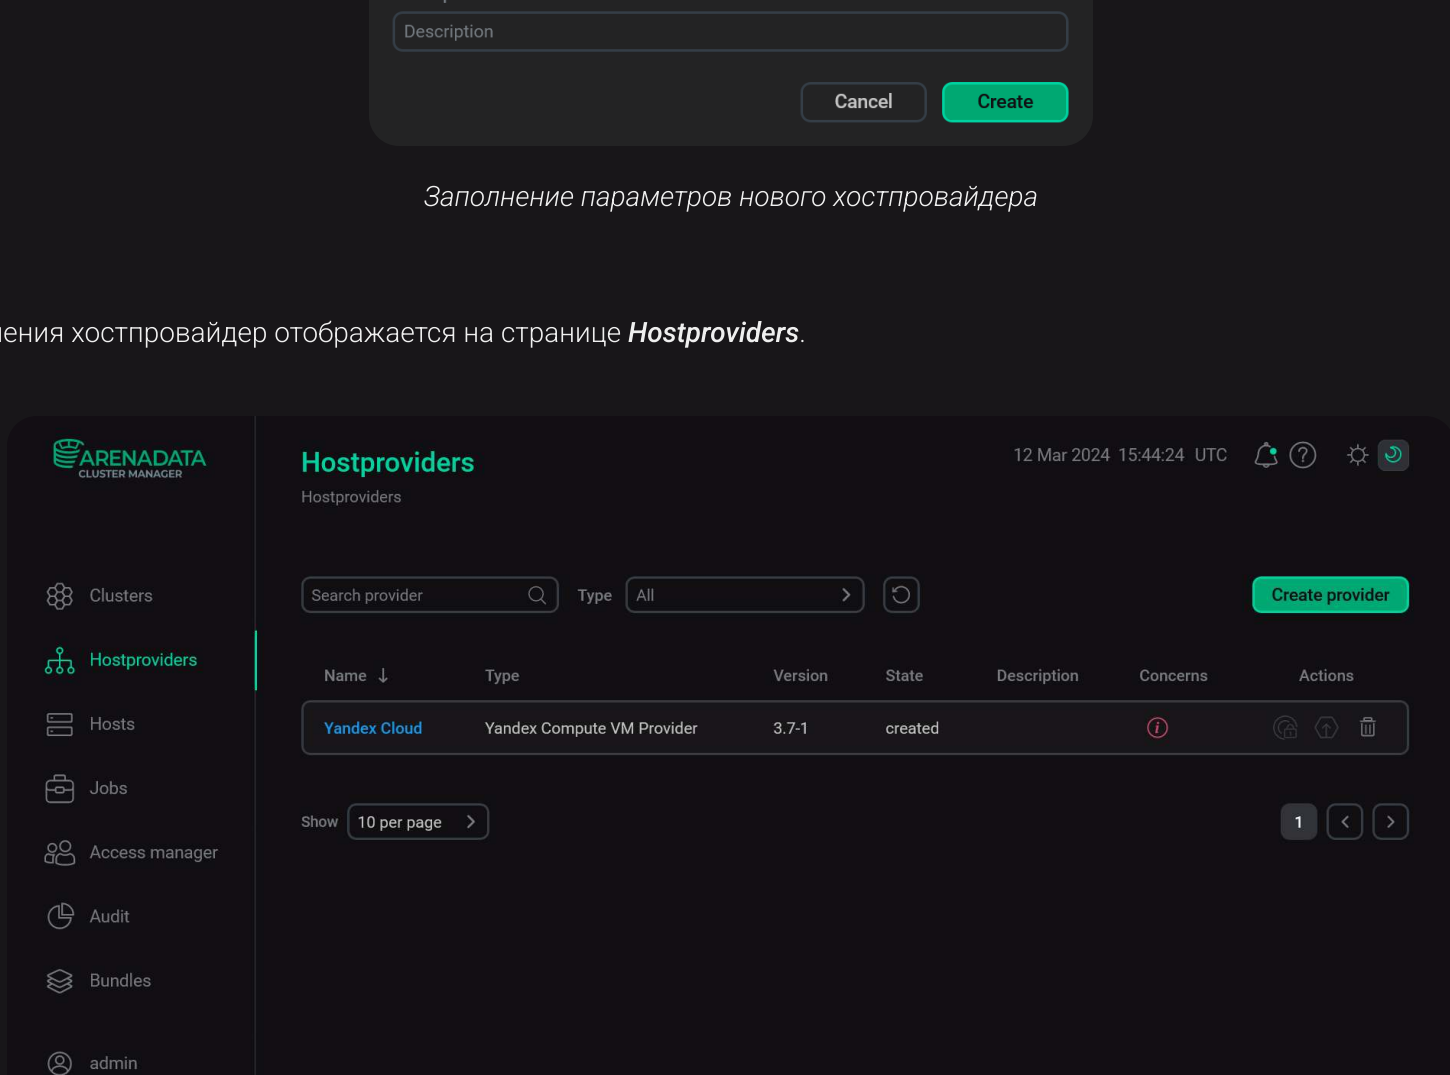 Description
Cancel Create
Заполнение параметров нового хостпровайдера
хостпровайдер отображается на странице Hostproviders.
ARENADATA
CLUSTER MANAGER
Hostproviders
Hostproviders
12 Mar 2024 15:44:24 UTC
Clusters
Hostproviders
Hosts
Jobs
Access manager
Audit
Bundles
admin
Search provider Type All Create provider
Name Type Version State Description Concerns Actions
Yandex Cloud Yandex Compute VM Provider 3.7-1 created
Show 10 per page 1